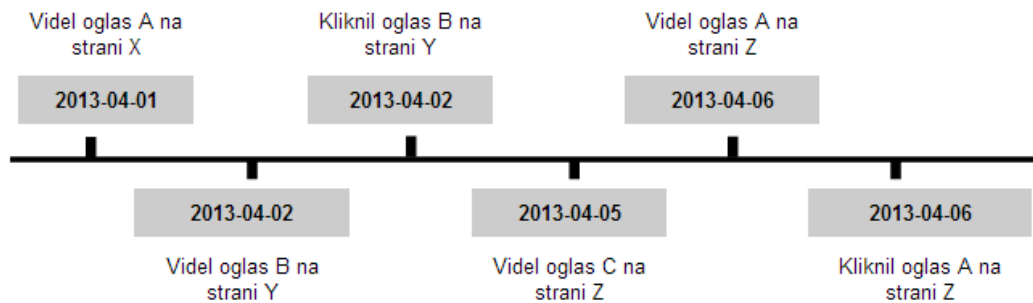 Videl oglas A na
strani X
Kliknil oglas B na
strani Y
Videl oglas A na
strani Z
2013-04-01
2013-04-02
2013-04-06
2013-04-02
2013-04-05
2013-04-06
Videl oglas B na
strani Y
Videl oglas C na
strani Z
Kliknil oglas A na
strani Z